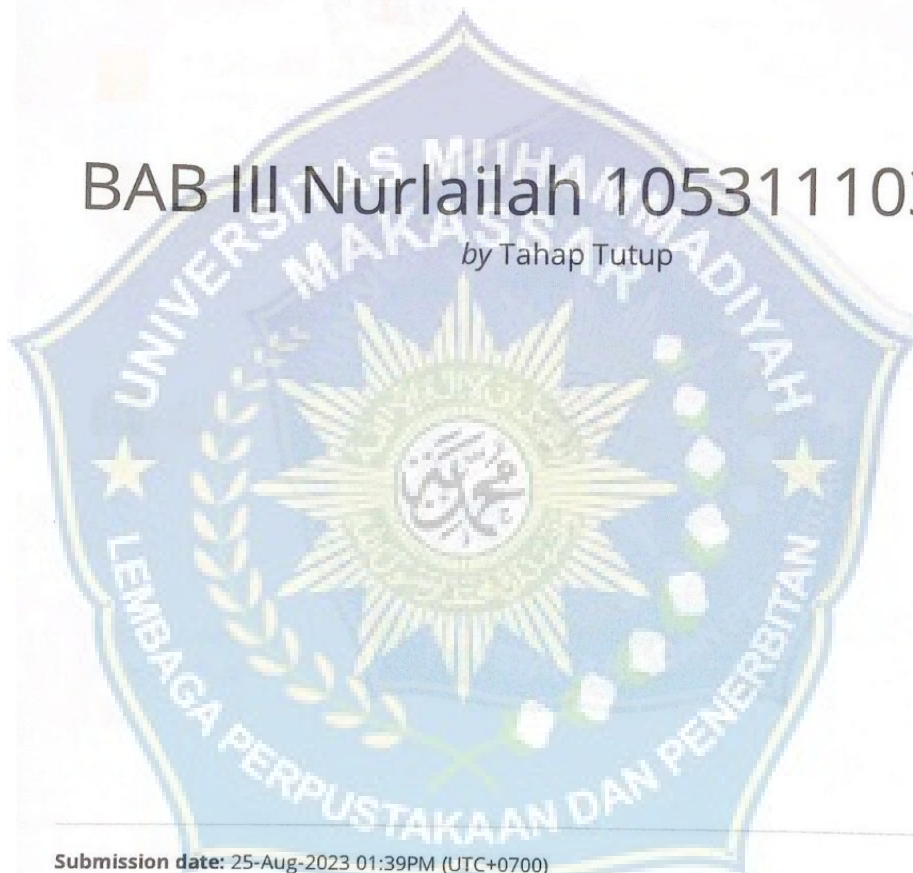 BAB III Nurlailah 10531110
by Tahap Tutup
UNIVERSITAS MUHAMMADIYAH
MAKASSAR
LEMBAGA PERPUSTAKAAN DAN PENERBITAN
Submission date: 25-Aug-2023 01:39PM (UTC+0700)